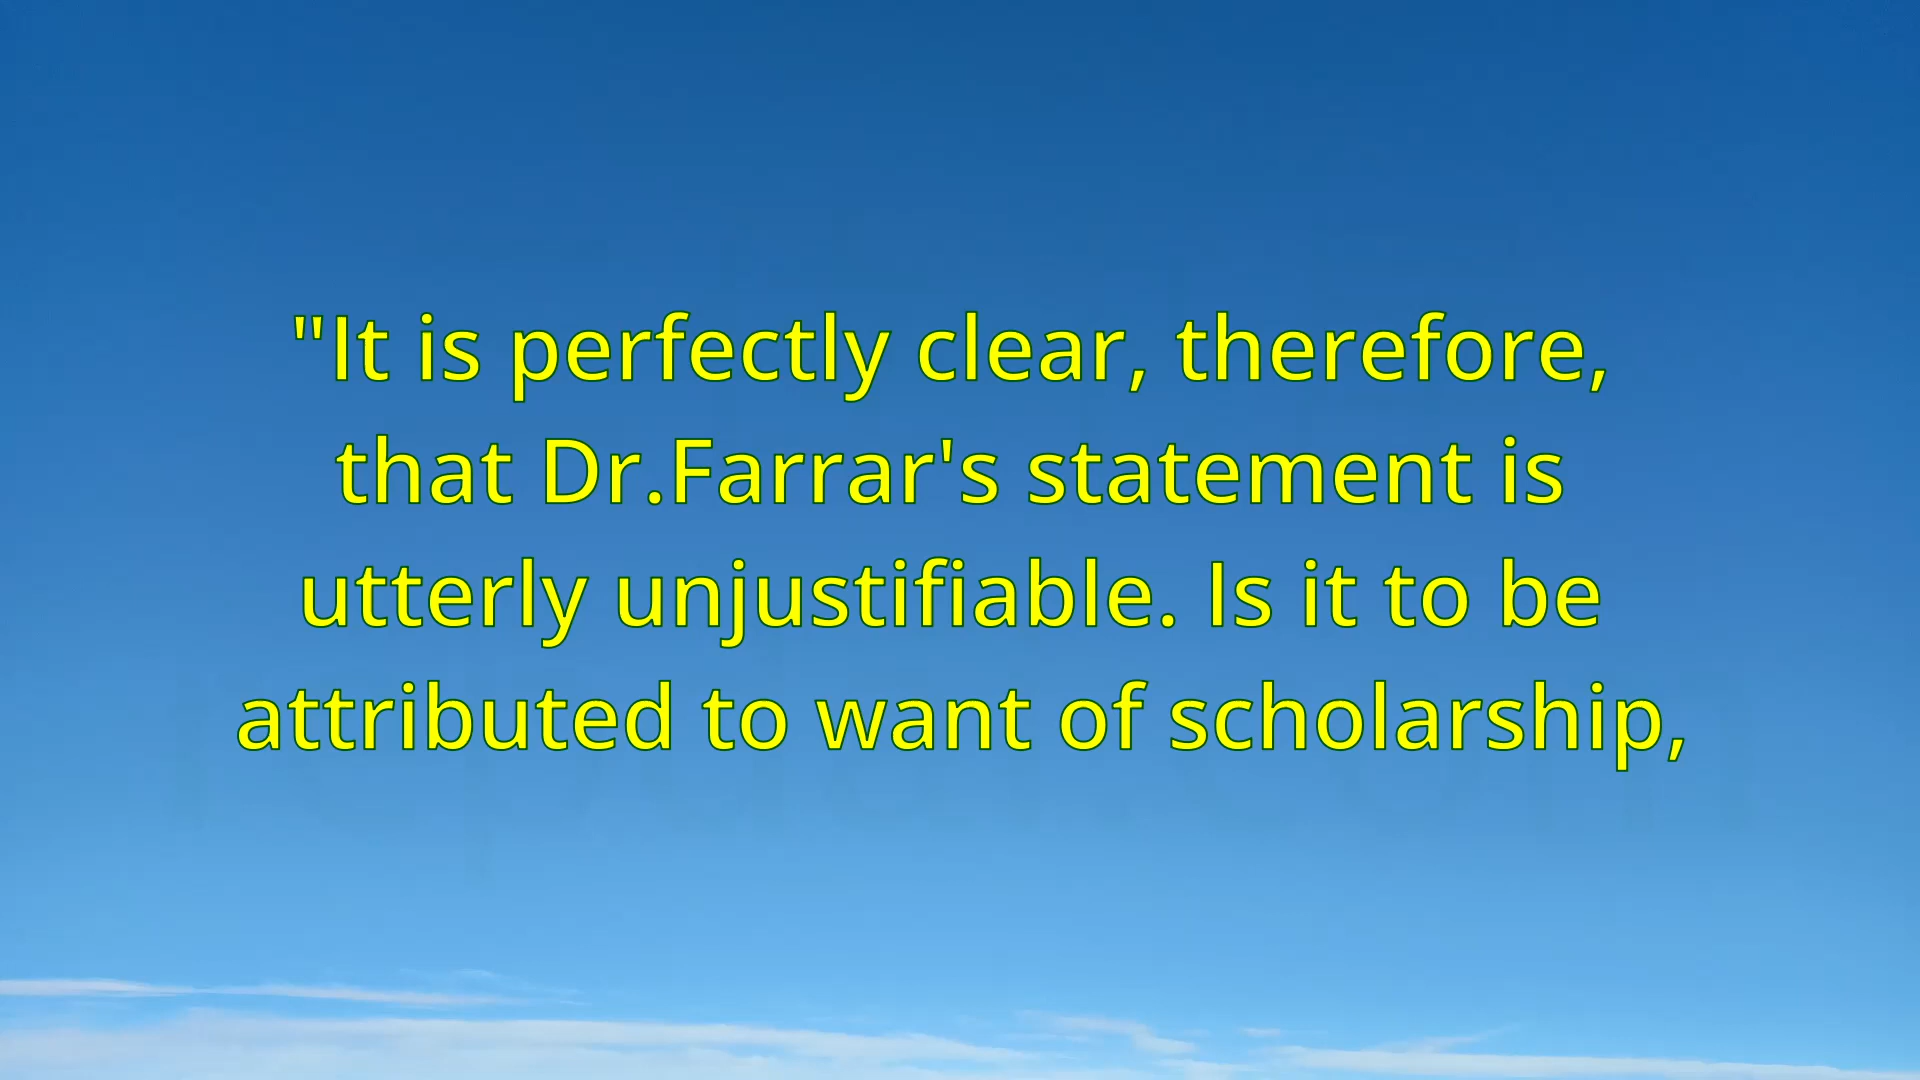 "It is perfectly clear, therefore,
that Dr.Farrar's statement is
utterly unjustifiable. Is it to be
attributed to want of scholarship,